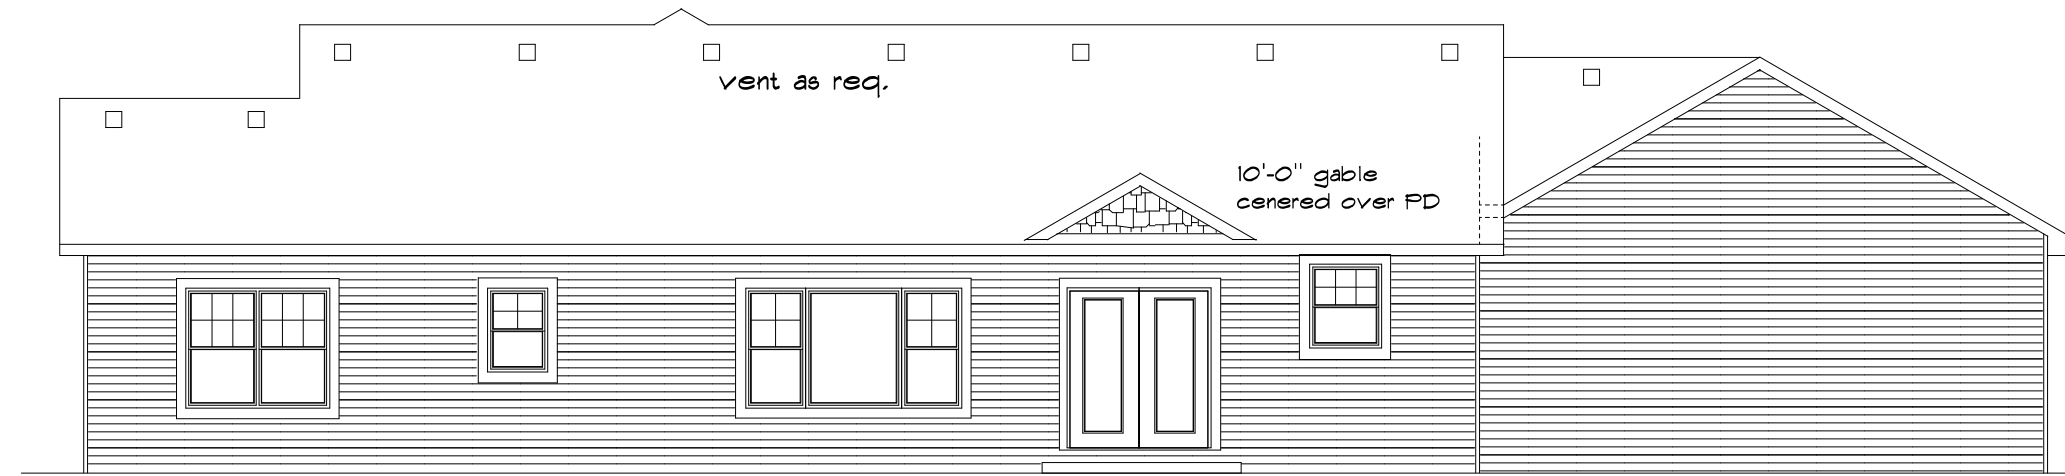 vent as req.
10'-0" gable
cenered over PD